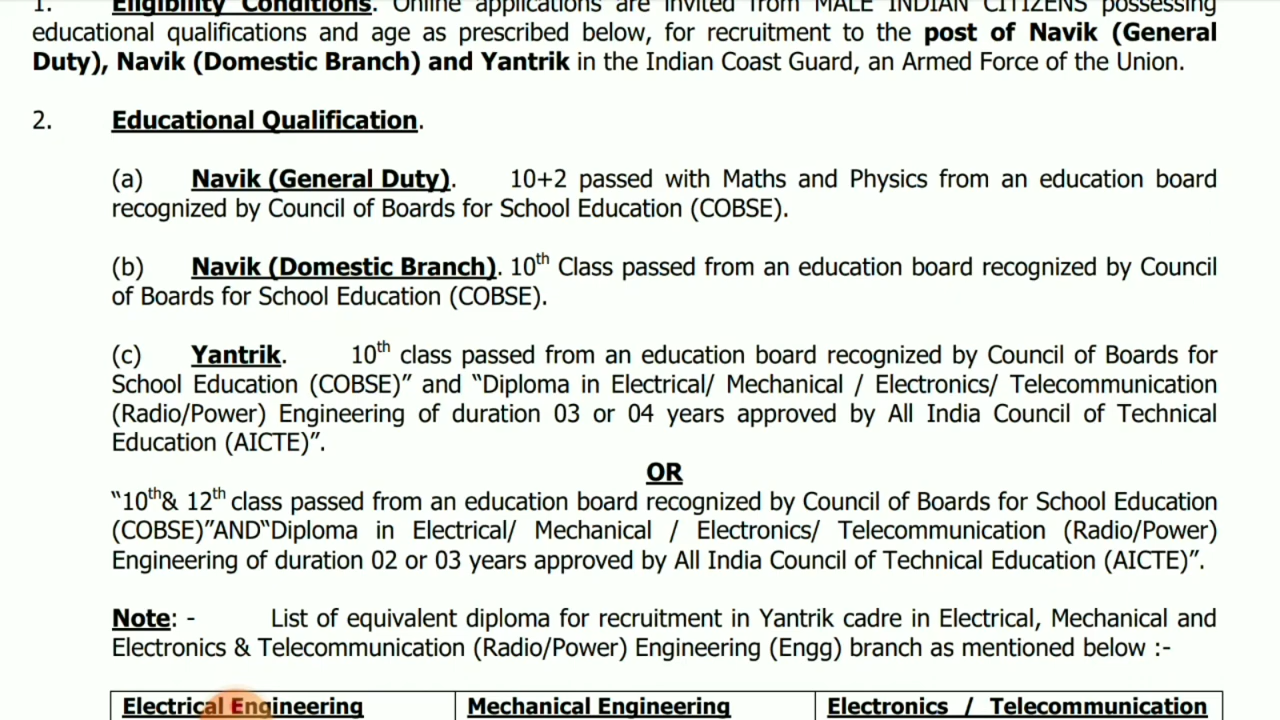 1. Eligibility Conditions. Online applications are invited from MALE INDIAN CITIZENS possessing
educational qualifications and age as prescribed below, for recruitment to the post of Navik (General
Duty), Navik (Domestic Branch) and Yantrik in the Indian Coast Guard, an Armed Force of the Union.
2. Educational Qualification.
(a) Navik (General Duty). 10+2 passed with Maths and Physics from an education board
recognized by Council of Boards for School Education (COBSE).
(b) Navik (Domestic Branch). 10th Class passed from an education board recognized by Council
of Boards for School Education (COBSE).
(c) Yantrik. 10th class passed from an education board recognized by Council of Boards for
School Education (COBSE)” and “Diploma in Electrical/ Mechanical / Electronics/ Telecommunication
(Radio/Power) Engineering of duration 03 or 04 years approved by All India Council of Technical
Education (AICTE)”.
OR
“10th& 12th class passed from an education board recognized by Council of Boards for School Education
(COBSE)”AND“Diploma in Electrical/ Mechanical / Electronics/ Telecommunication (Radio/Power)
Engineering of duration 02 or 03 years approved by All India Council of Technical Education (AICTE)”.
Note: - List of equivalent diploma for recruitment in Yantrik cadre in Electrical, Mechanical and
Electronics & Telecommunication (Radio/Power) Engineering (Engg) branch as mentioned below :-
Electrical Engineering Mechanical Engineering Electronics / Telecommunication